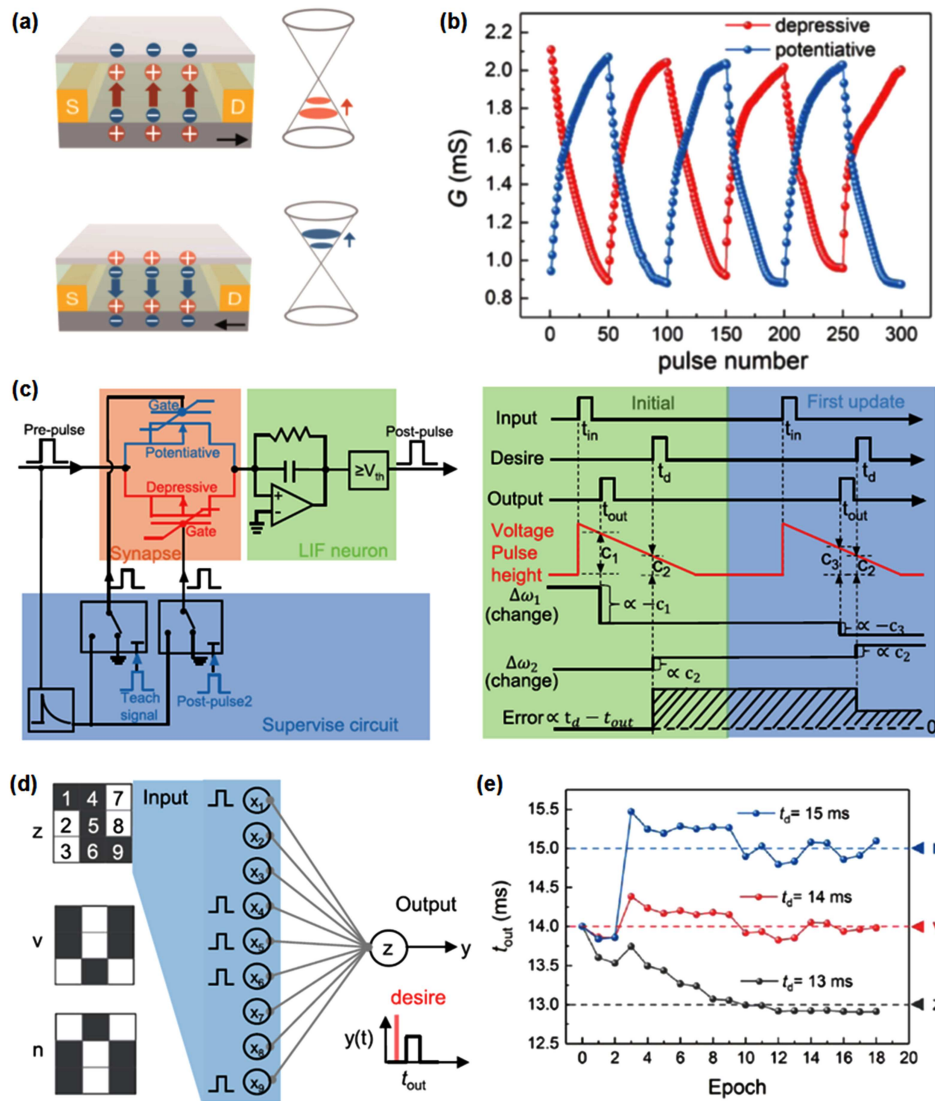 (a)
S
D
S
D
(b)
depressive
potentiative
G (mS)
2.0
1.8
1.6
1.4
1.2
1.0
0.8
0 50 100 150 200 250 300
pulse number
(c)
Pre-pulse
Gate
Potentiative
Depressive
Gate
Synapse
≥V_th
LIF neuron
Post-pulse
Teach signal
Post-pulse2
Supervise circuit
Initial
First update
Input
t_in
t_in
Desire
t_d
t_d
Output
t_out
t_out
Voltage
Pulse
height
C_1
C_2
C_3
C_2
Δω_1
(change)
∝ −c_1
∝ −c_3
Δω_2
(change)
∝ c_2
∝ c_2
Error ∝ t_d − t_out
0
(d)
z
1 4 7
2 5 8
3 6 9
v
n
Input
x_1
x_2
x_3
x_4
x_5
x_6
x_7
x_8
x_9
Output
z
y
desire
y(t)
t_out
(e)
t_out (ms)
15.5
15.0
14.5
14.0
13.5
13.0
12.5
t_d= 15 ms
t_d= 14 ms
t_d= 13 ms
0 2 4 6 8 10 12 14 16 18 20
Epoch